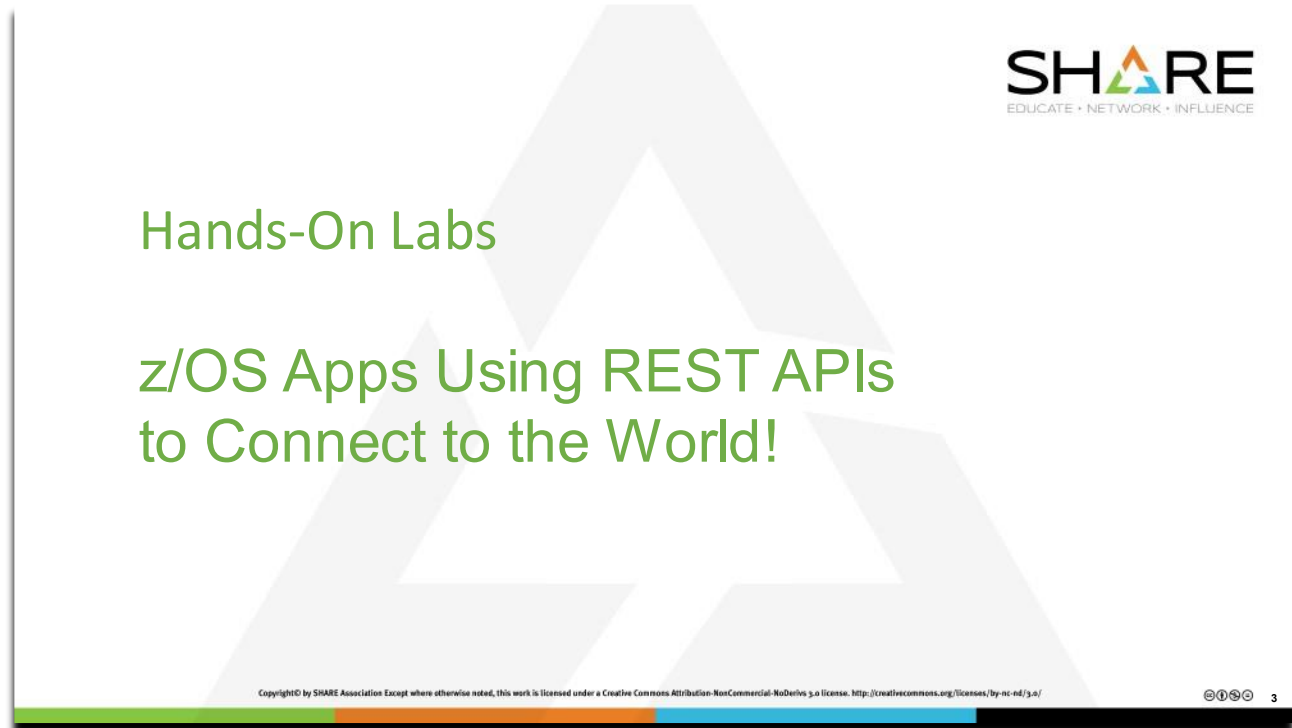 SHARE
EDUCATE • NETWORK • INFLUENCE
Hands-On Labs
z/OS Apps Using REST APIs
to Connect to the World!
Copyright© by SHARE Association Except where otherwise noted, this work is licensed under a Creative Commons Attribution-NonCommercial-NoDerivs 3.0 license. http://creativecommons.org/licenses/by-nc-nd/3.0/
3